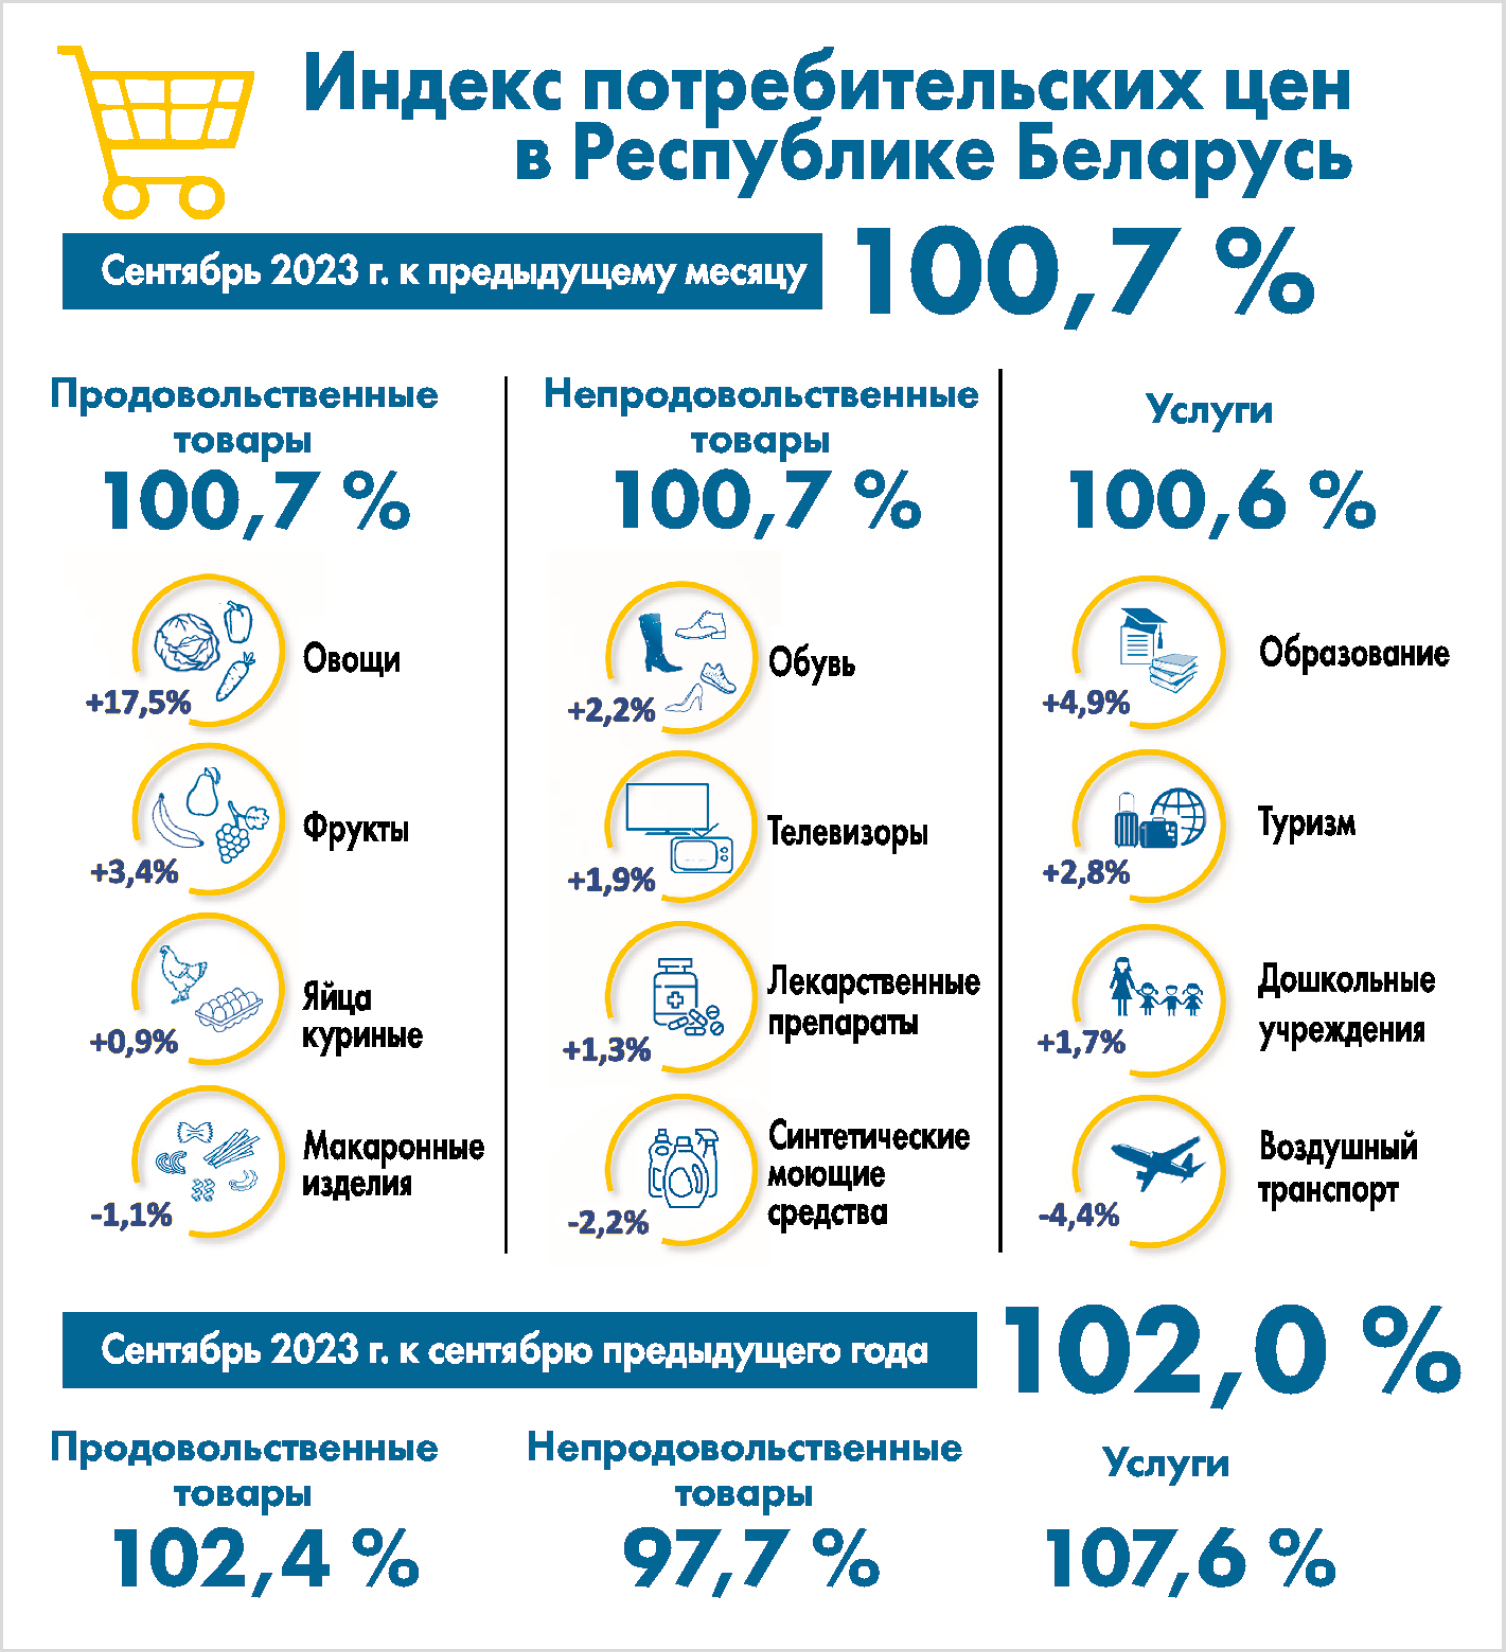 Индекс потребительских цен
в Республике Беларусь
Сентябрь 2023 г. к предыдущему месяцу
100,7 %
Продовольственные
товары
100,7 %
Овощи
+17,5%
Фрукты
+3,4%
Яйца
куриные
+0,9%
Макаронные
изделия
-1,1%
Непродовольственные
товары
100,7 %
Обувь
+2,2%
Телевизоры
+1,9%
Лекарственные
препараты
+1,3%
Синтетические
моющие
средства
-2,2%
Услуги
100,6 %
Образование
+4,9%
Туризм
+2,8%
Дошкольные
учреждения
+1,7%
Воздушный
транспорт
-4,4%
Сентябрь 2023 г. к сентябрю предыдущего года
102,0 %
Продовольственные
товары
102,4 %
Непродовольственные
товары
97,7 %
Услуги
107,6 %